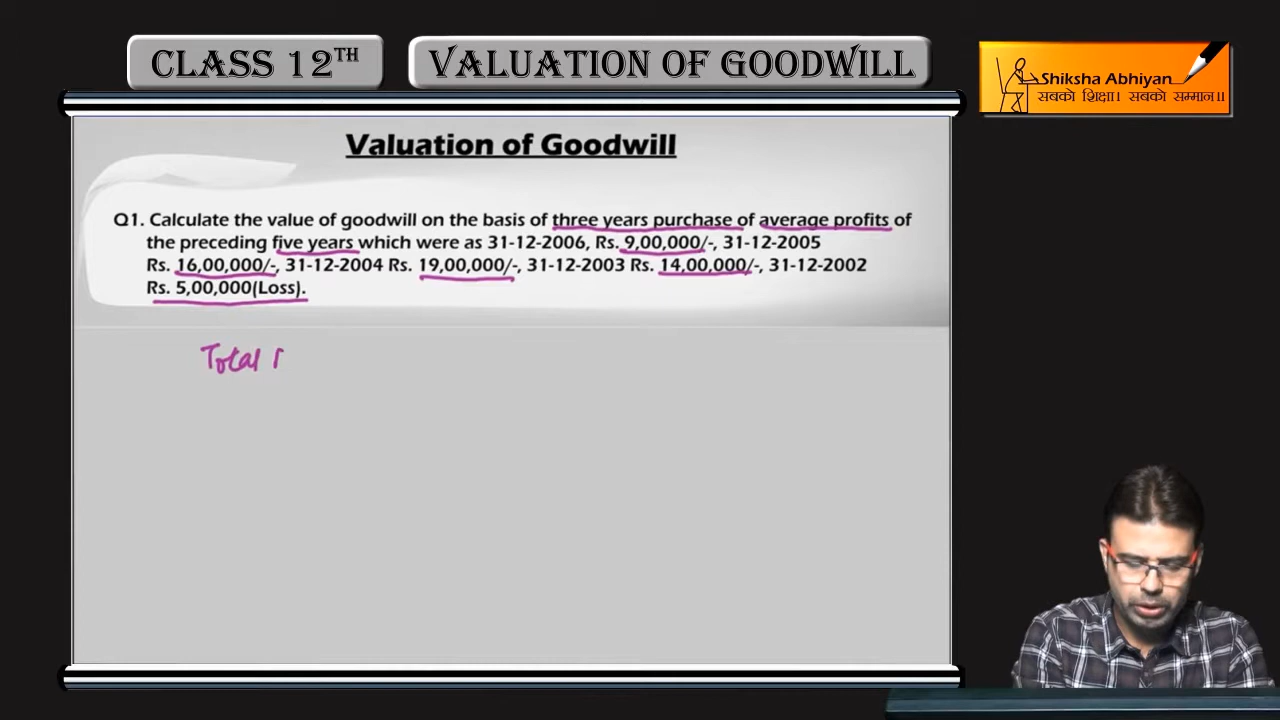 CLASS 12TH
VALUATION OF GOODWILL
Shiksha Abhiyan
सबको शिक्षा। सबको सम्मान॥
Valuation of Goodwill
Q1. Calculate the value of goodwill on the basis of three years purchase of average profits of
the preceding five years which were as 31-12-2006, Rs. 9,00,000/-, 31-12-2005
Rs. 16,00,000/-, 31-12-2004 Rs. 19,00,000/-, 31-12-2003 Rs. 14,00,000/-, 31-12-2002
Rs. 5,00,000(Loss).
Total